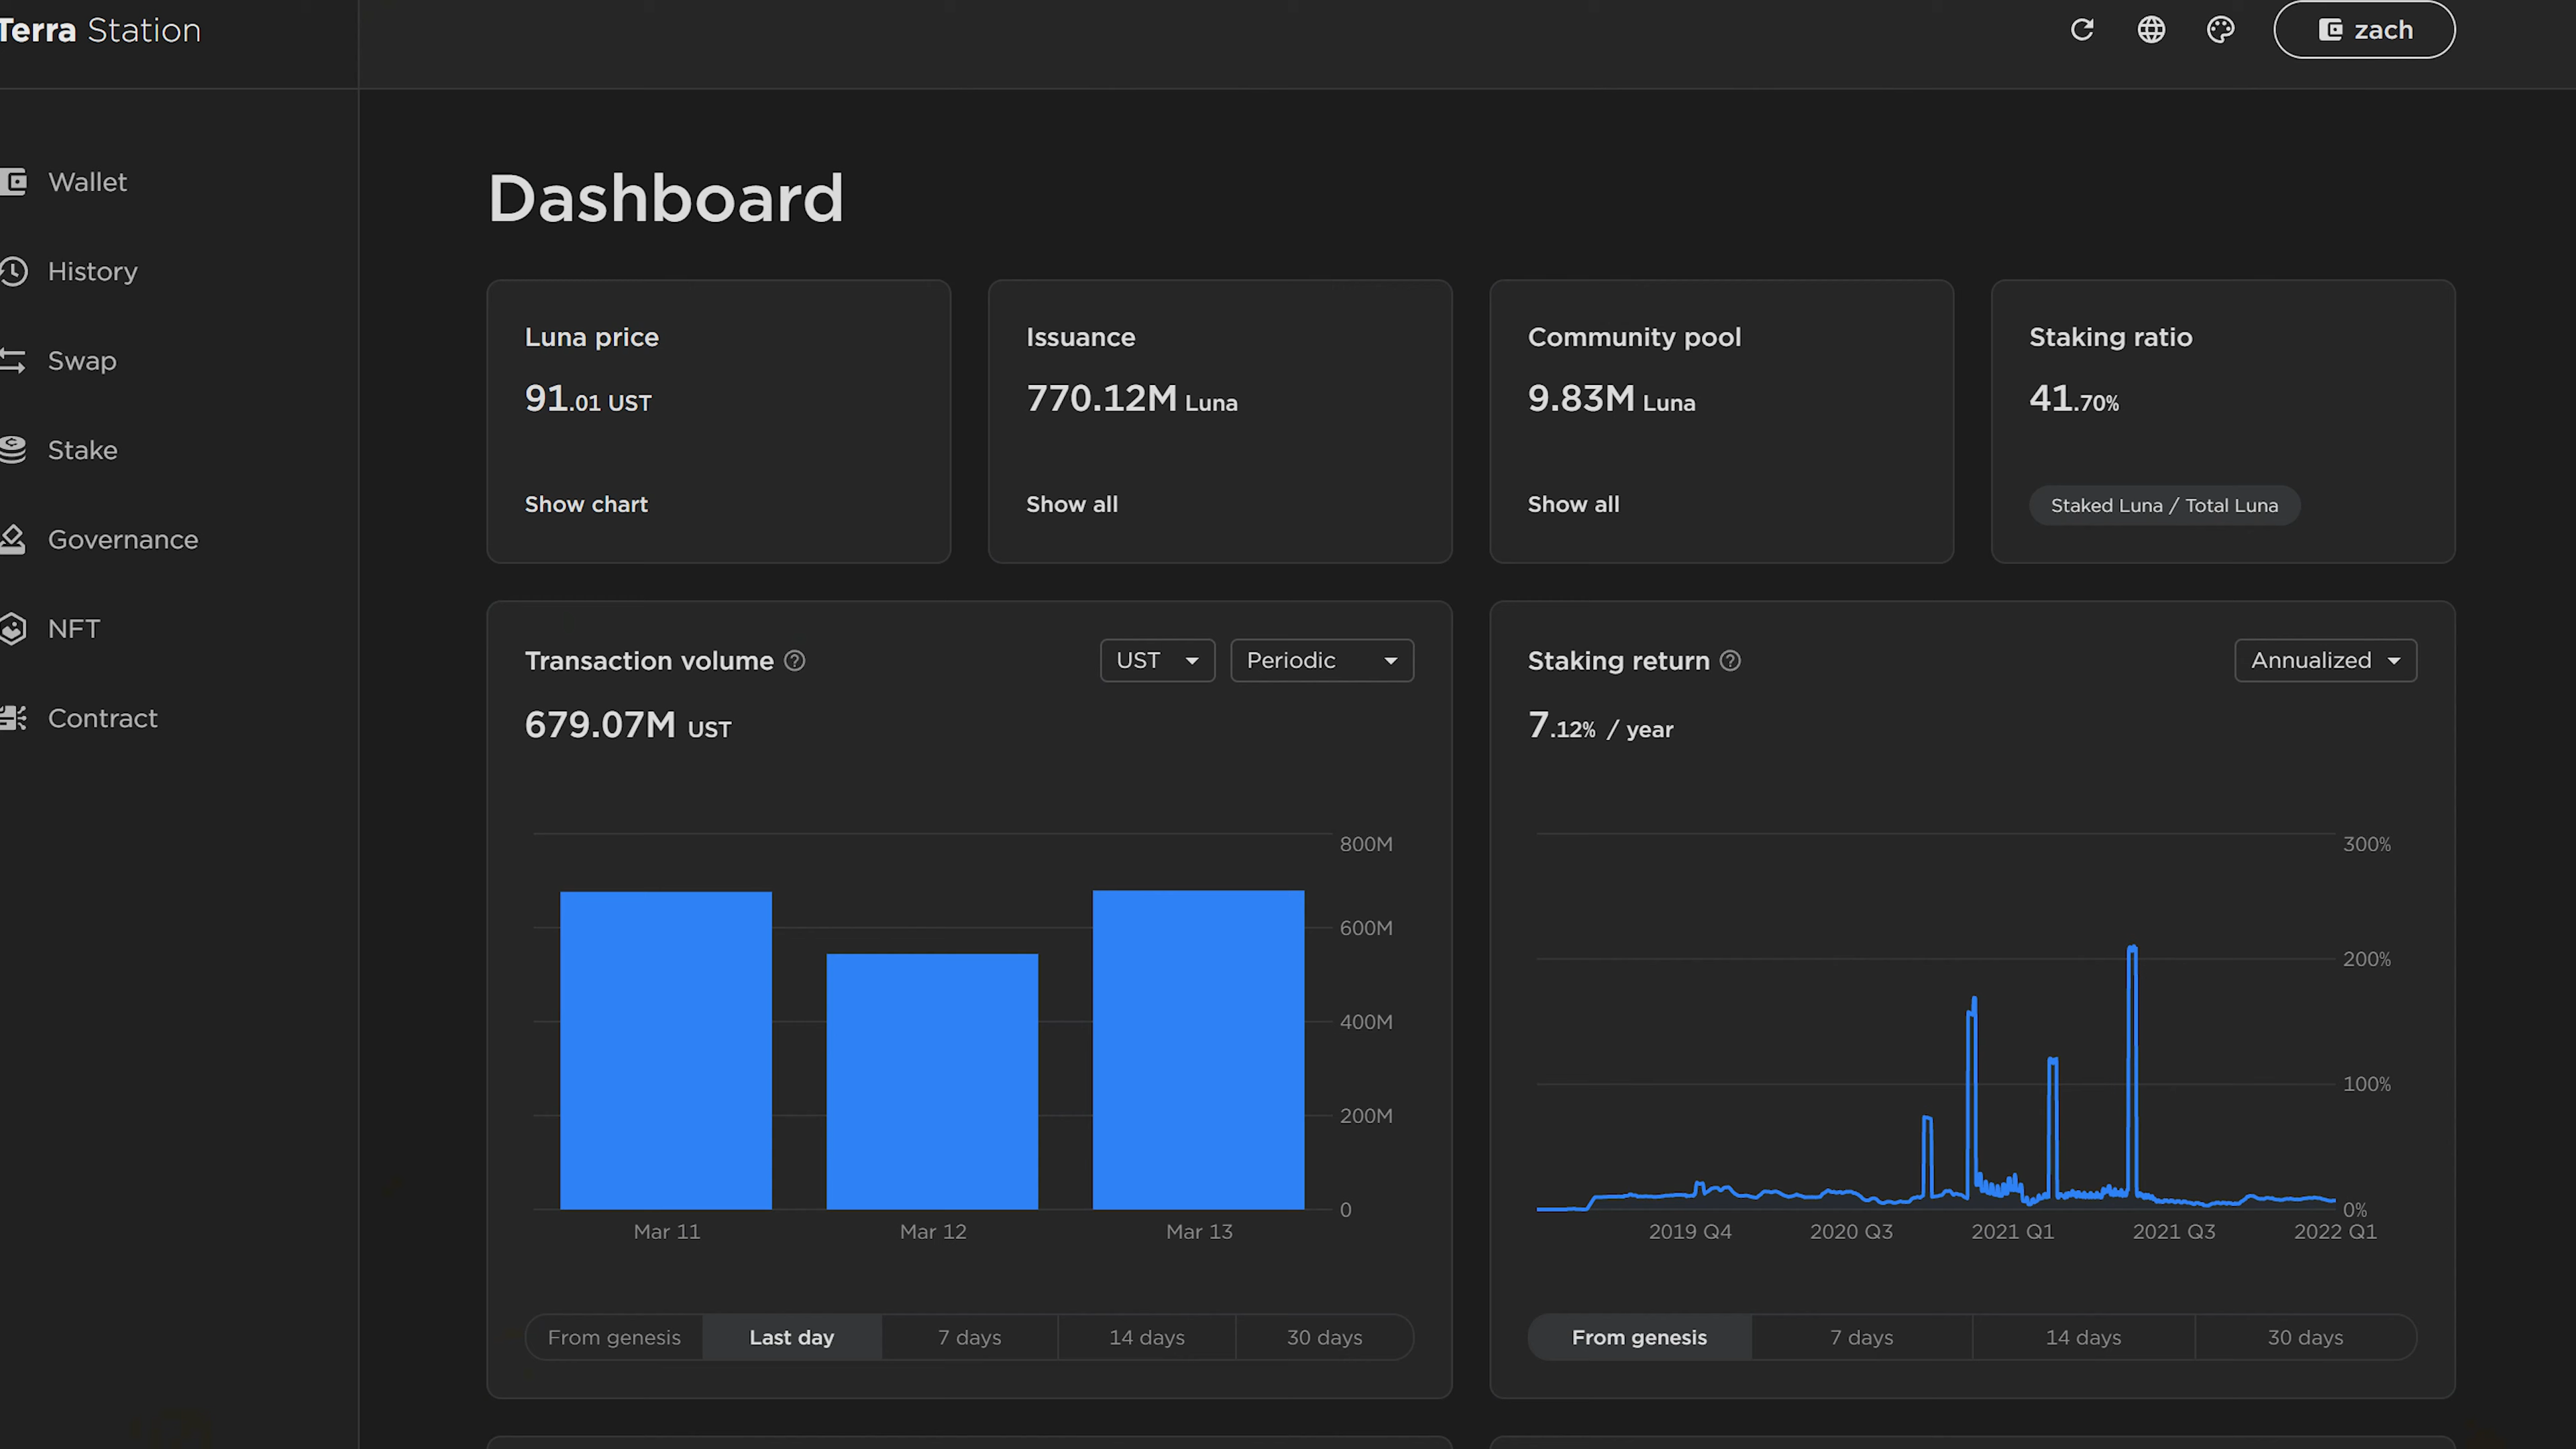 Terra Station
zach
Wallet
History
Swap
Stake
Governance
NFT
Contract
Dashboard
Luna price
91.01 UST
Show chart
Issuance
770.12M Luna
Show all
Community pool
9.83M Luna
Show all
Staking ratio
41.70%
Staked Luna / Total Luna
Transaction volume
UST
Periodic
679.07M UST
800M
600M
400M
200M
0
Mar 11 Mar 12 Mar 13
From genesis Last day 7 days 14 days 30 days
Staking return
Annualized
7.12% / year
300%
200%
100%
0%
2019 Q4 2020 Q3 2021 Q1 2021 Q3 2022 Q1
From genesis 7 days 14 days 30 days